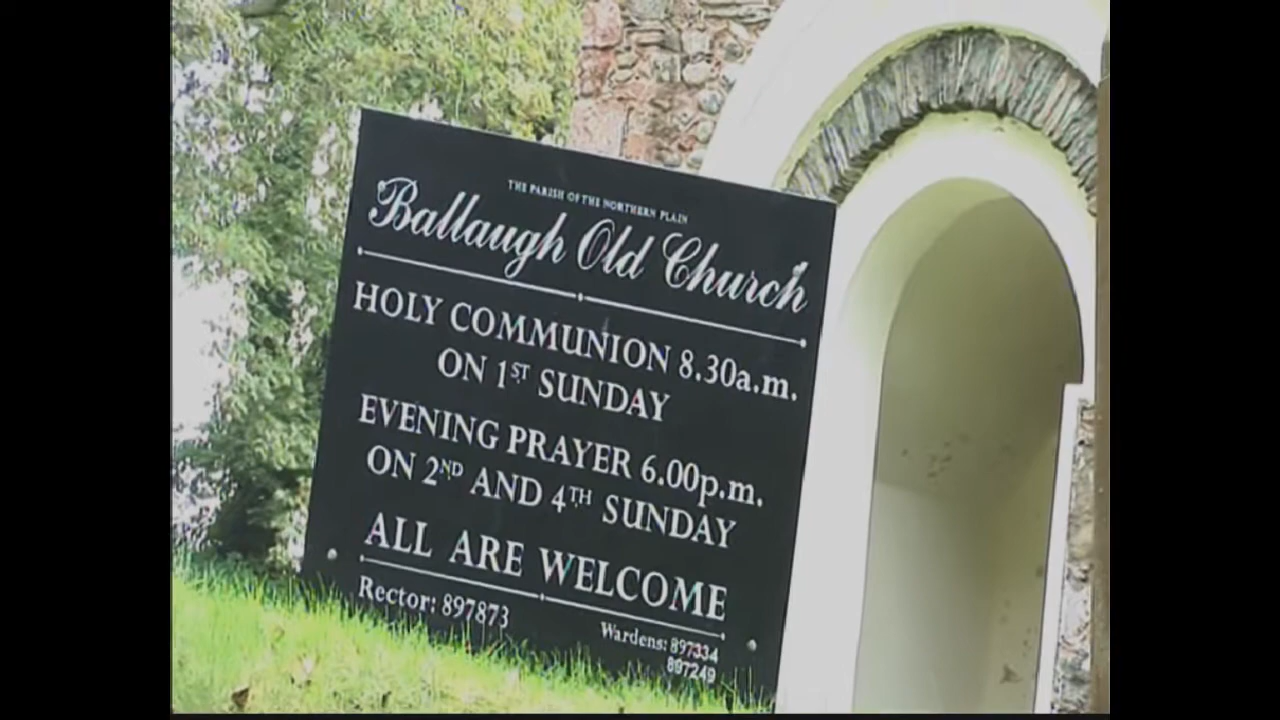 THE PARISH OF THE NORTHERN PLAIN
Ballaugh Old Church
HOLY COMMUNION 8.30a.m.
ON 1ST SUNDAY
EVENING PRAYER 6.00p.m.
ON 2ND AND 4TH SUNDAY
ALL ARE WELCOME
Rector: 897873
Wardens: 897334
897249